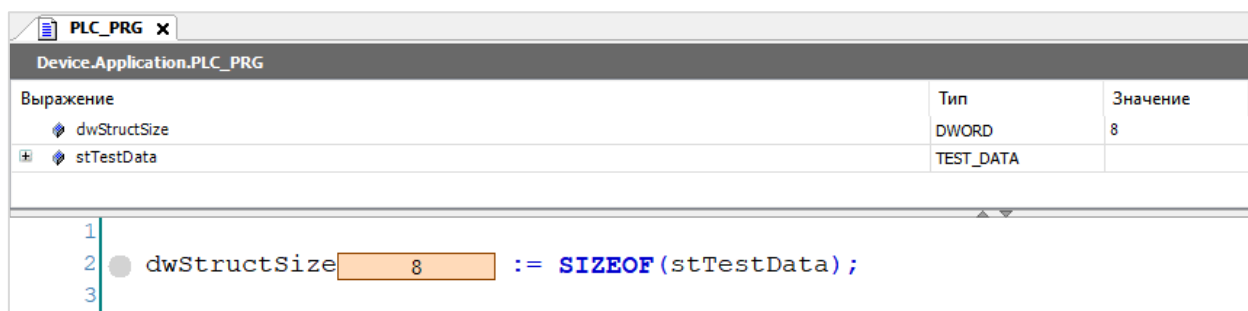 PLC_PRG x
Device.Application.PLC_PRG
Выражение Тип Значение
dwStructSize DWORD 8
stTestData TEST_DATA
1
2 dwStructSize 8 := SIZEOF(stTestData);
3